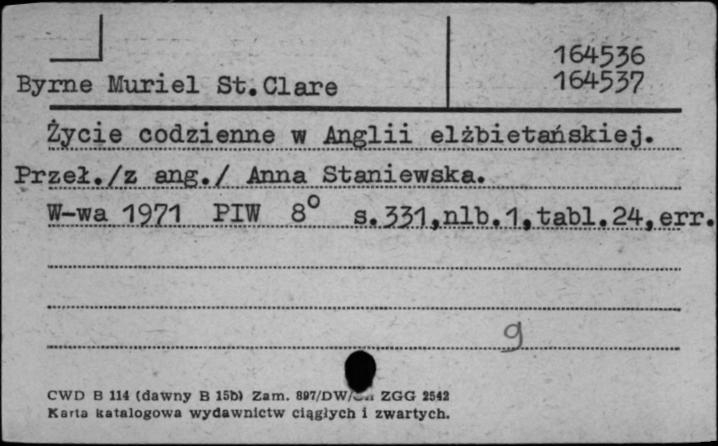 164536
Byrne Muriel St.Clare 164537
Życie codzienne w Anglii elżbietańskiej.
Przeł./z ang./ Anna Staniewska.
W-wa 1971 PIW 8° s.331,nlb.1,tabl.24,err.
g
CWD B 114 (dawny B 15b) Zam. 897/DW/ ZGG 2542
Karta katalogowa wydawnictw ciągłych i zwartych.